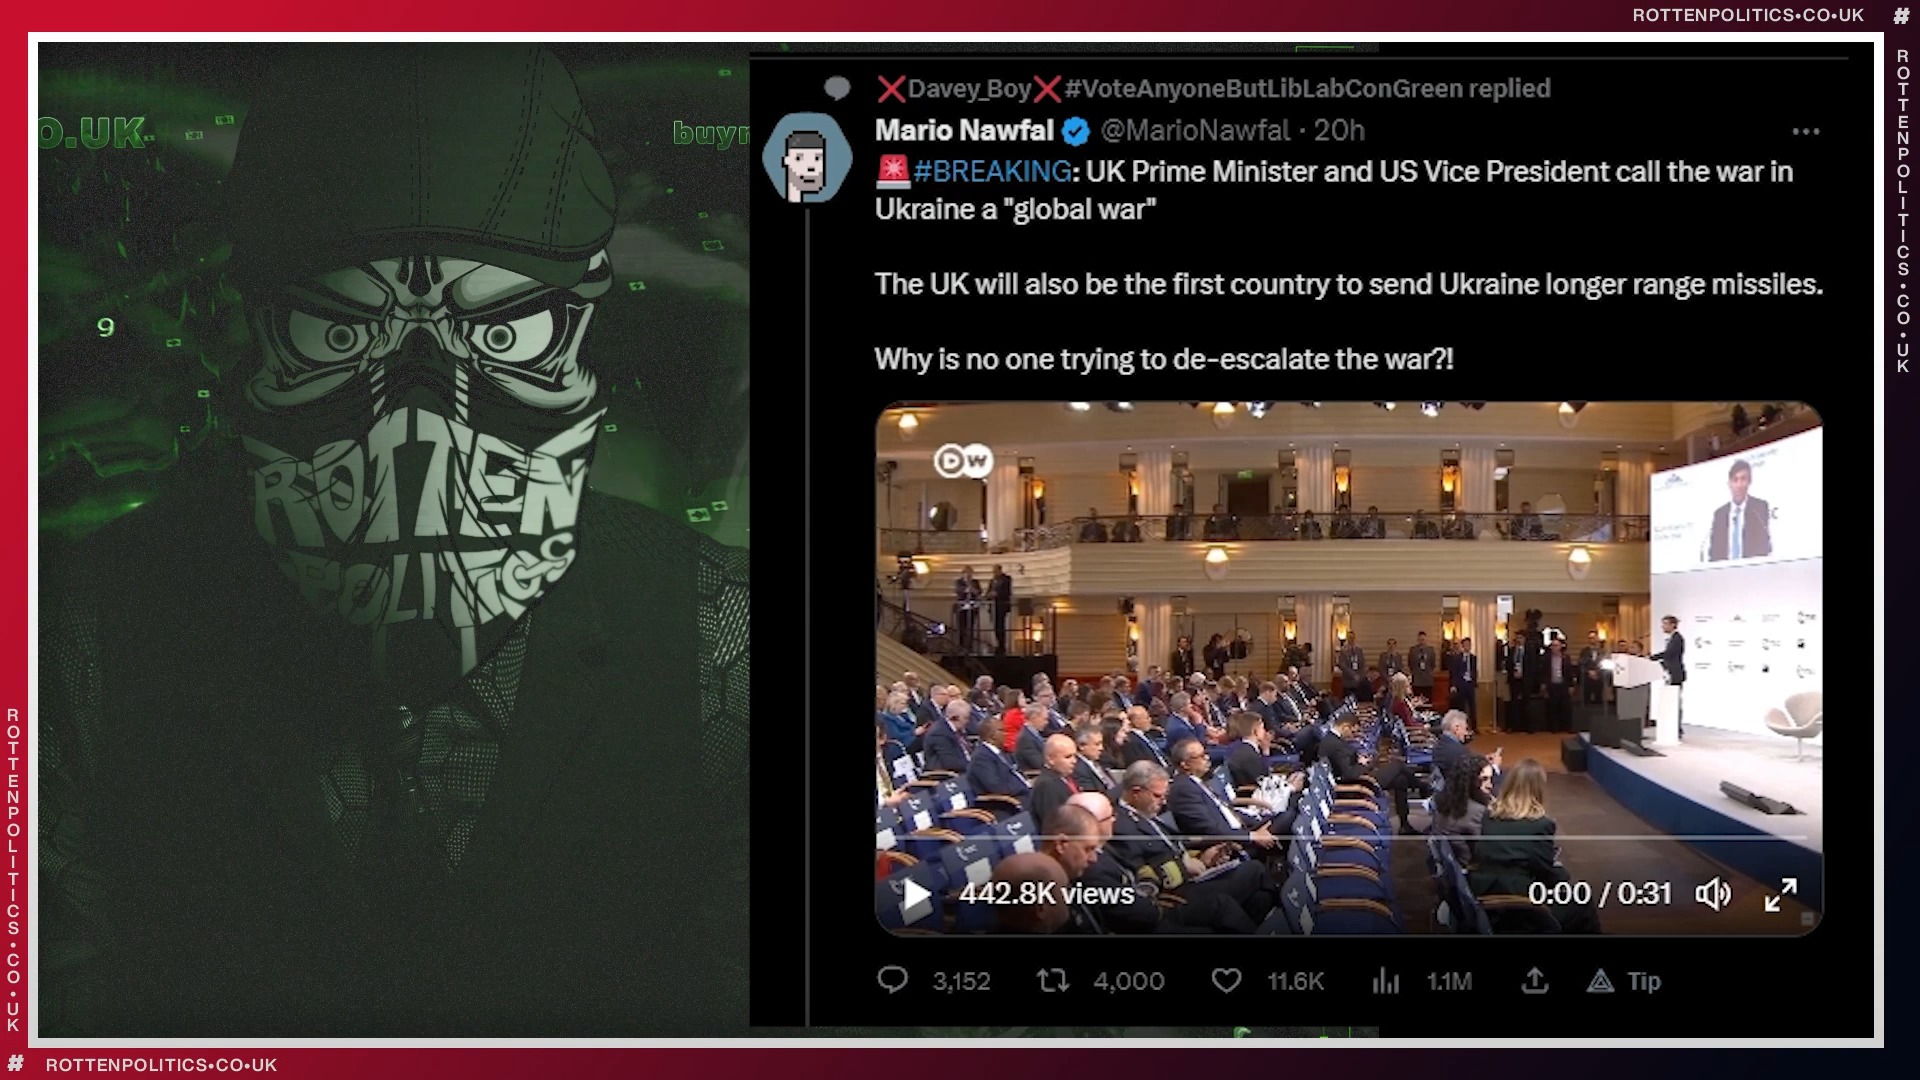 ROTTENPOLITICS•CO•UK #
ROTTENPOLITICS•CO•UK
O.UK
9
ROTTEN
POLITICS
❌Davey_Boy❌#VoteAnyoneButLibLabConGreen replied
Mario Nawfal @MarioNawfal · 20h
🚨#BREAKING: UK Prime Minister and US Vice President call the war in
Ukraine a "global war"
The UK will also be the first country to send Ukraine longer range missiles.
Why is no one trying to de-escalate the war?!
DW
442.8K views
0:00 / 0:31
3,152
4,000
11.6K
1.1M
Tip
ROTTENPOLITICS•CO•UK
# ROTTENPOLITICS•CO•UK